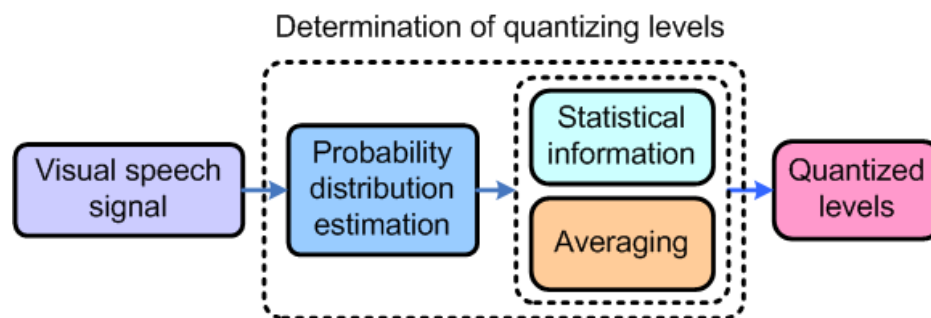 Determination of quantizing levels
Visual speech
signal
Probability
distribution
estimation
Statistical
information
Averaging
Quantized
levels